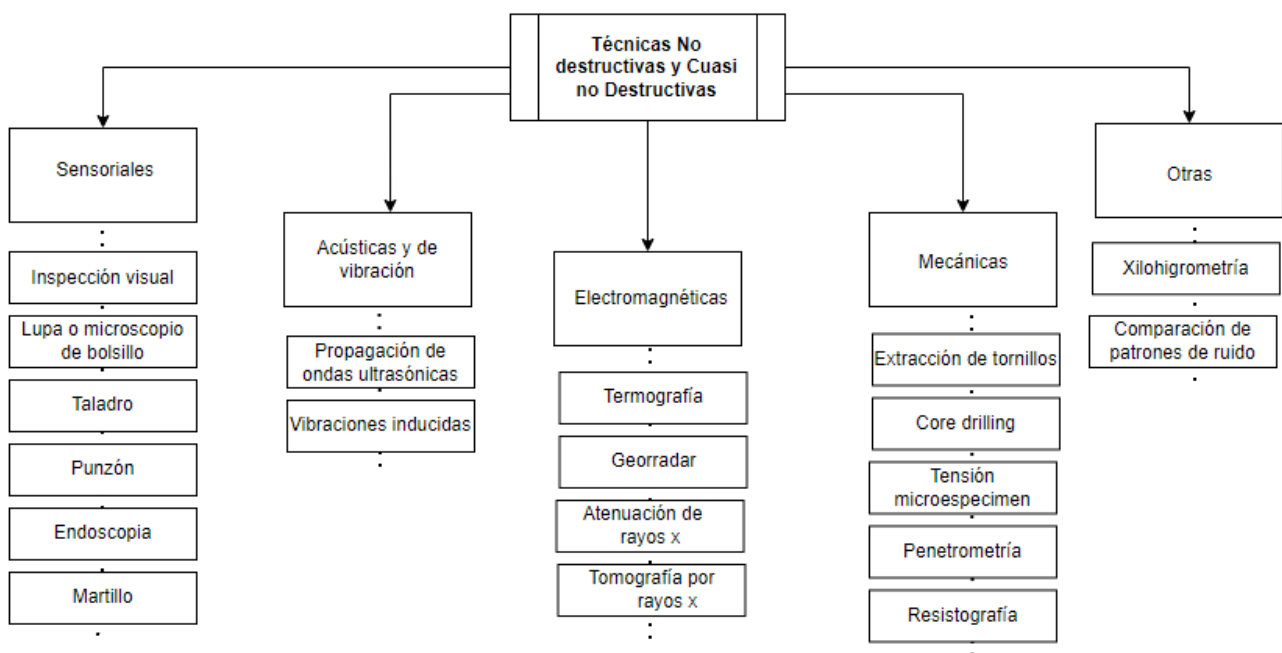 Técnicas No
destructivas y Cuasi
no Destructivas
Sensoriales
Inspección visual
Lupa o microscopio
de bolsillo
Taladro
Punzón
Endoscopia
Martillo
Acústicas y de
vibración
Propagación de
ondas ultrasónicas
Vibraciones inducidas
Electromagnéticas
Termografía
Georradar
Atenuación de
rayos x
Tomografía por
rayos x
Mecánicas
Extracción de tornillos
Core drilling
Tensión
microespecimen
Penetrometría
Resistografía
Otras
Xilohigrometría
Comparación de
patrones de ruido